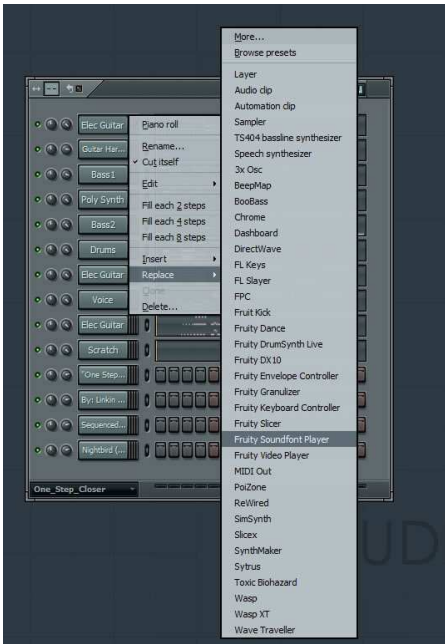 More...
Browse presets
Layer
Audio clip
Automation clip
Sampler
TS404 bassline synthesizer
Speech synthesizer
3x Osc
BeepMap
BooBass
Chrome
Dashboard
DirectWave
FL Keys
FL Slayer
FPC
Fruit Kick
Fruity Dance
Fruity DrumSynth Live
Fruity DX10
Fruity Envelope Controller
Fruity Granulizer
Fruity Keyboard Controller
Fruity Slicer
Fruity Soundfont Player
Fruity Video Player
MIDI Out
PoiZone
ReWired
SimSynth
Slicex
SynthMaker
Sytrus
Toxic Biohazard
Wasp
Wasp XT
Wave Traveller
Piano roll
Rename...
Cut itself
Edit
Fill each 2 steps
Fill each 4 steps
Fill each 8 steps
Insert
Replace
Clone
Delete...
Elec Guitar
Guitar Har...
Bass1
Poly Synth
Bass2
Drums
Elec Guitar
Voice
Elec Guitar
Scratch
"One Step...
By: Linkin ...
Sequenced...
Nightbird (...
One_Step_Closer
UD